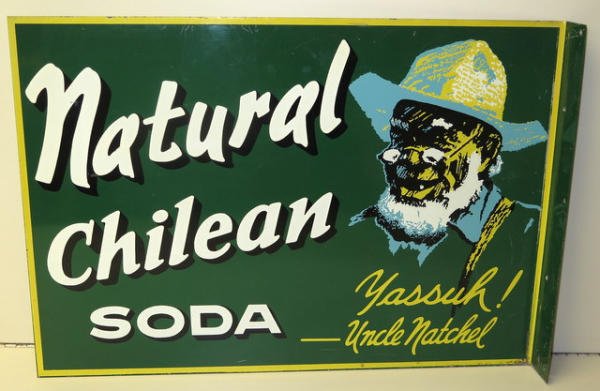 Natural
Chilean
SODA
Yassuh!
—Uncle Natchel